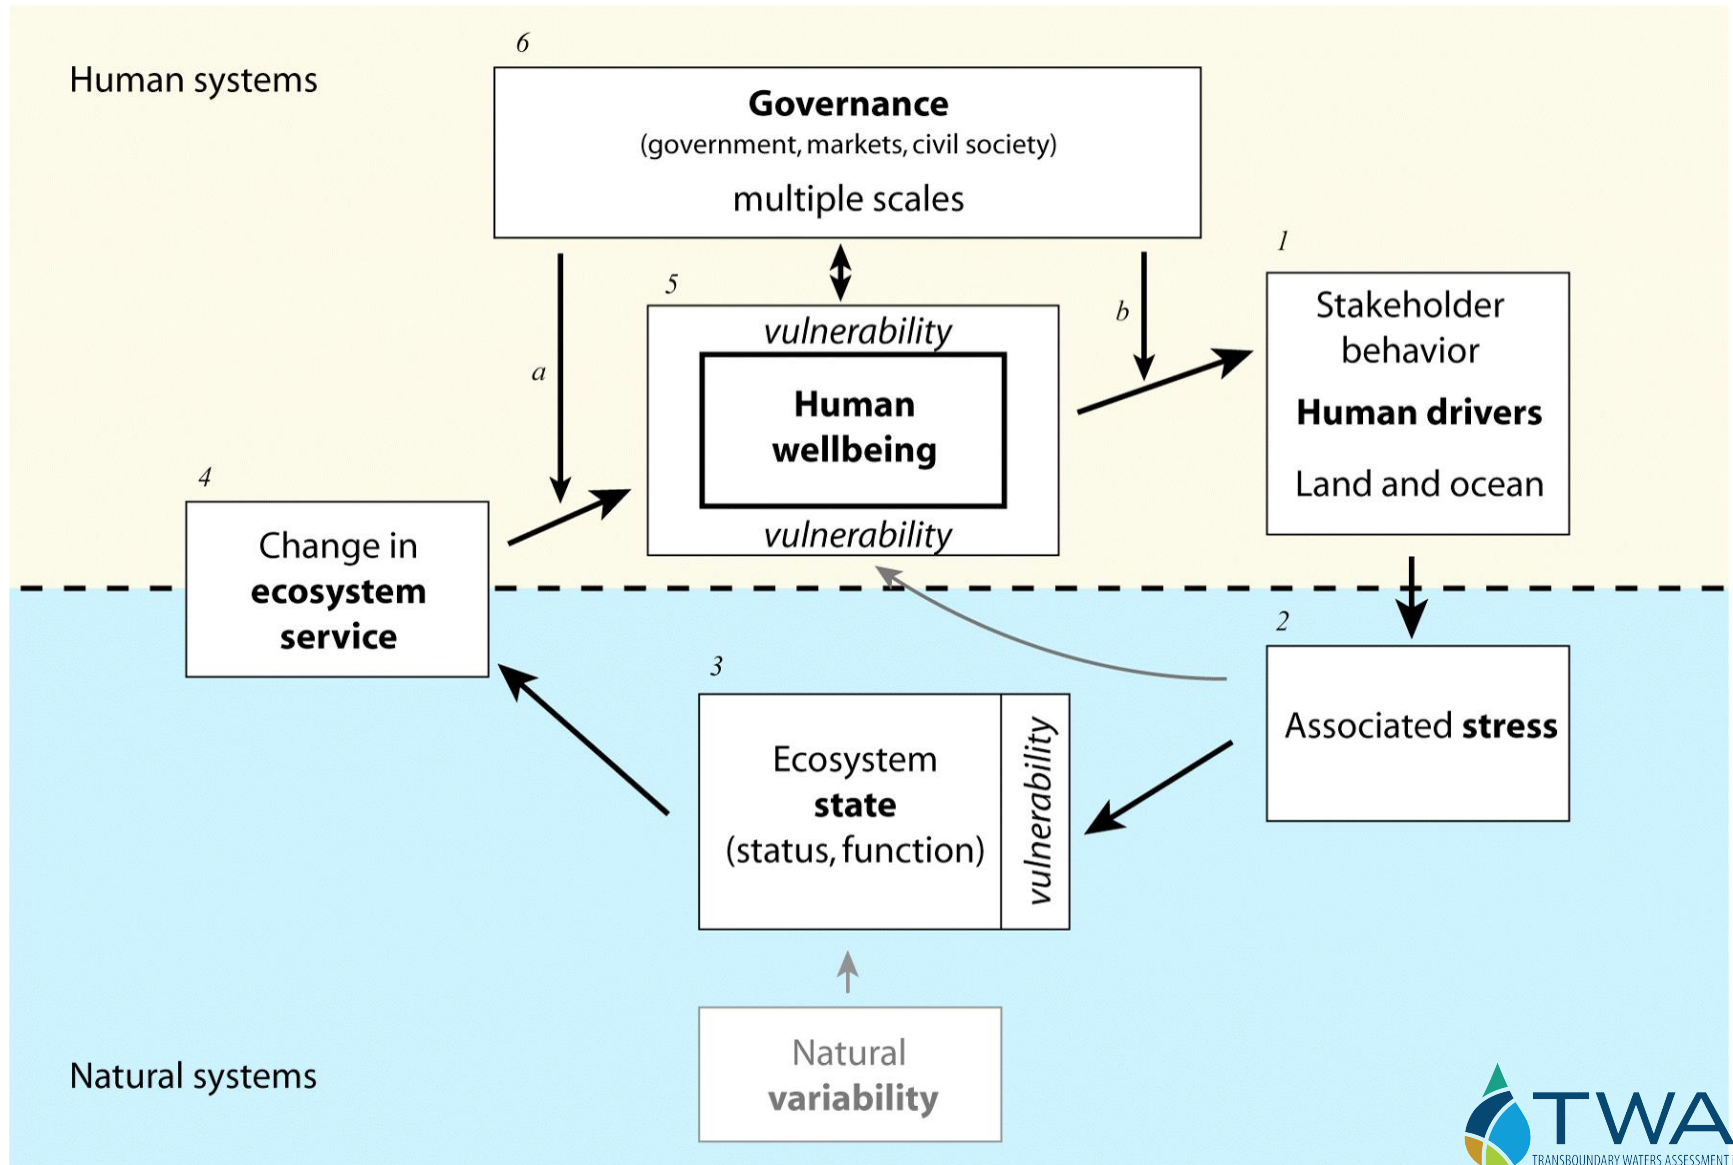 Human systems
6
Governance
(government, markets, civil society)
multiple scales
1
Stakeholder
behavior
Human drivers
Land and ocean
5
vulnerability
Human
wellbeing
vulnerability
a
b
4
Change in
ecosystem
service
2
Associated stress
3
Ecosystem
state
(status, function)
vulnerability
Natural
variability
Natural systems
TWA
TRANSBOUNDARY WATERS ASSESSMENT